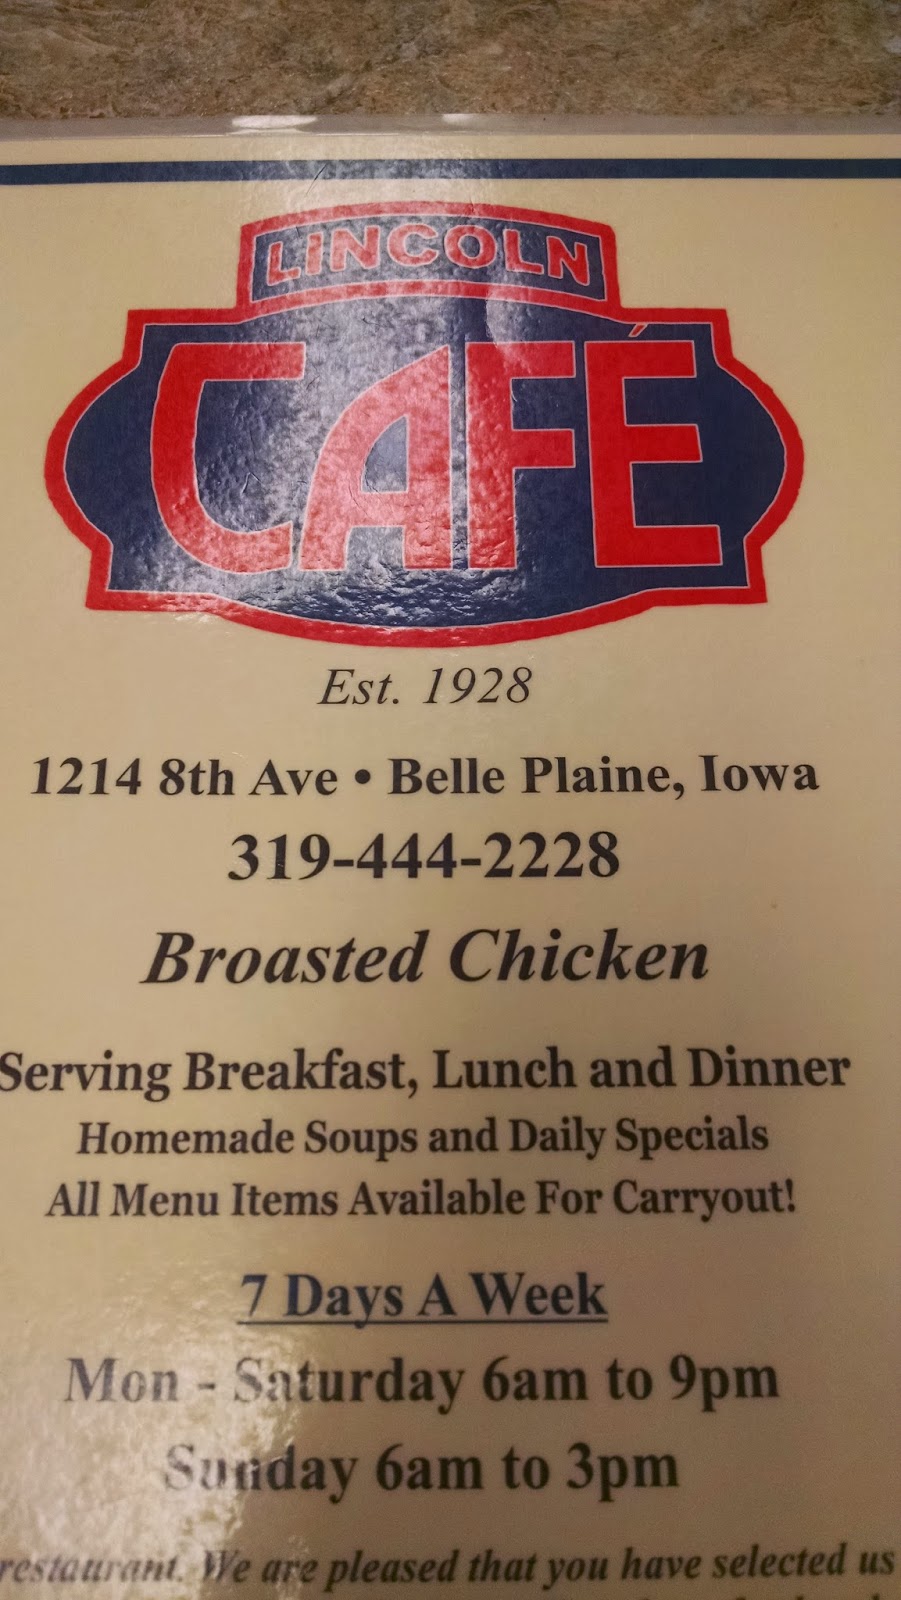 LINCOLN
CAFÉ
Est. 1928
1214 8th Ave • Belle Plaine, Iowa
319-444-2228
Broasted Chicken
Serving Breakfast, Lunch and Dinner
Homemade Soups and Daily Specials
All Menu Items Available For Carryout!
7 Days A Week
Mon - Saturday 6am to 9pm
Sunday 6am to 3pm
restaurant. We are pleased that you have selected us